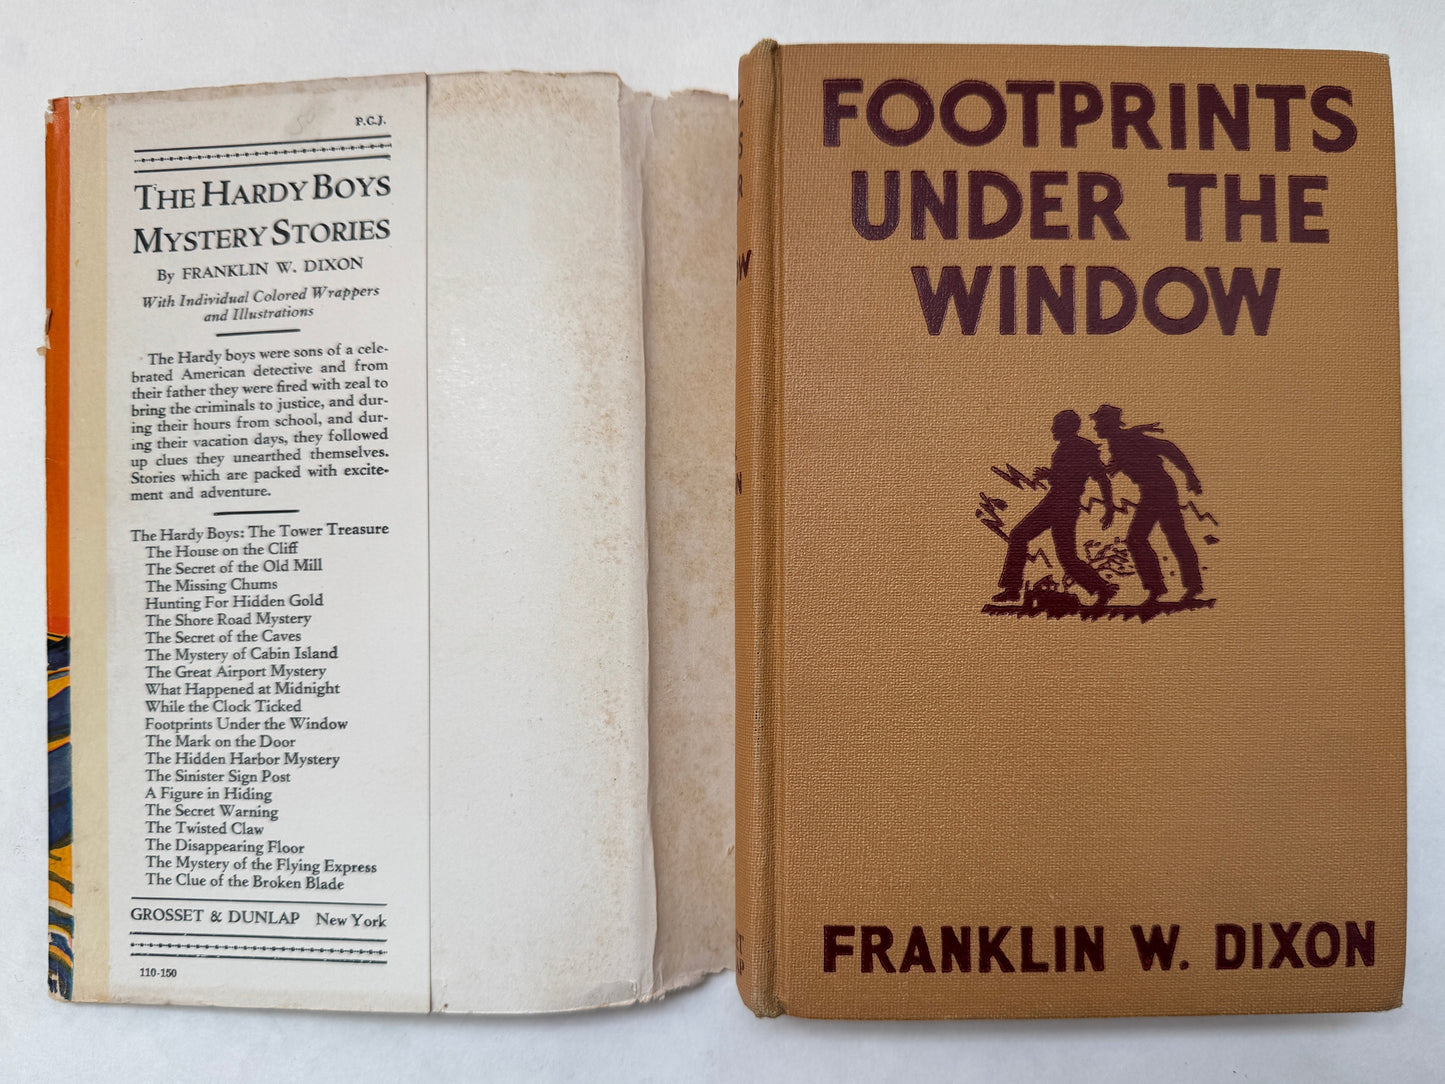 P.C.J.
THE HARDY BOYS
MYSTERY STORIES
By FRANKLIN W. DIXON
With Individual Colored Wrappers
and Illustrations
The Hardy boys were sons of a cele-
brated American detective and from
their father they were fired with zeal to
bring the criminals to justice, and dur-
ing their hours from school, and dur-
ing their vacation days, they followed
up clues they unearthed themselves.
Stories which are packed with excite-
ment and adventure.
The Hardy Boys: The Tower Treasure
The House on the Cliff
The Secret of the Old Mill
The Missing Chums
Hunting For Hidden Gold
The Shore Road Mystery
The Secret of the Caves
The Mystery of Cabin Island
The Great Airport Mystery
What Happened at Midnight
While the Clock Ticked
Footprints Under the Window
The Mark on the Door
The Hidden Harbor Mystery
The Sinister Sign Post
A Figure in Hiding
The Secret Warning
The Twisted Claw
The Disappearing Floor
The Mystery of the Flying Express
The Clue of the Broken Blade
GROSSET & DUNLAP New York
110-150
FOOTPRINTS
UNDER THE
WINDOW
FRANKLIN W. DIXON